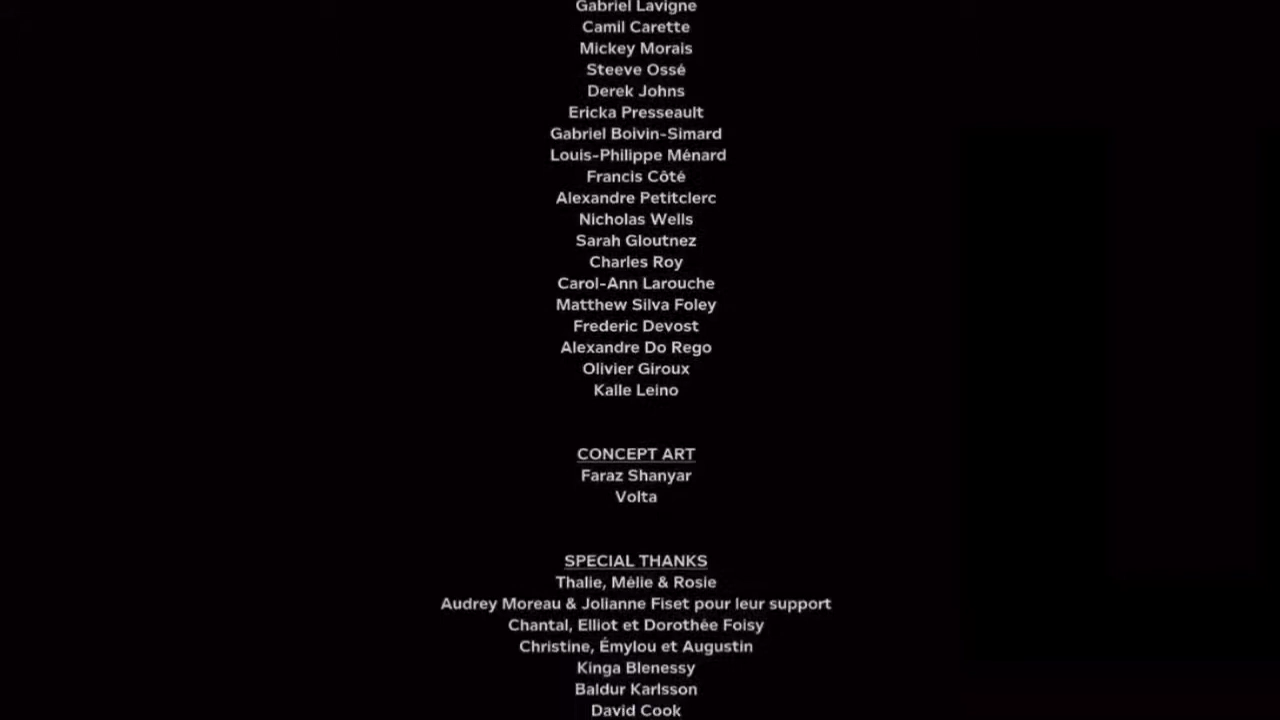 Gabriel Lavigne
Camil Carette
Mickey Morais
Steeve Ossé
Derek Johns
Ericka Presseault
Gabriel Boivin-Simard
Louis-Philippe Ménard
Francis Côté
Alexandre Petitclerc
Nicholas Wells
Sarah Gloutnez
Charles Roy
Carol-Ann Larouche
Matthew Silva Foley
Frederic Devost
Alexandre Do Rego
Olivier Giroux
Kalle Leino
CONCEPT ART
Faraz Shanyar
Volta
SPECIAL THANKS
Thalie, Mélie & Rosie
Audrey Moreau & Jolianne Fiset pour leur support
Chantal, Elliot et Dorothée Foisy
Christine, Émylou et Augustin
Kinga Blenessy
Baldur Karlsson
David Cook